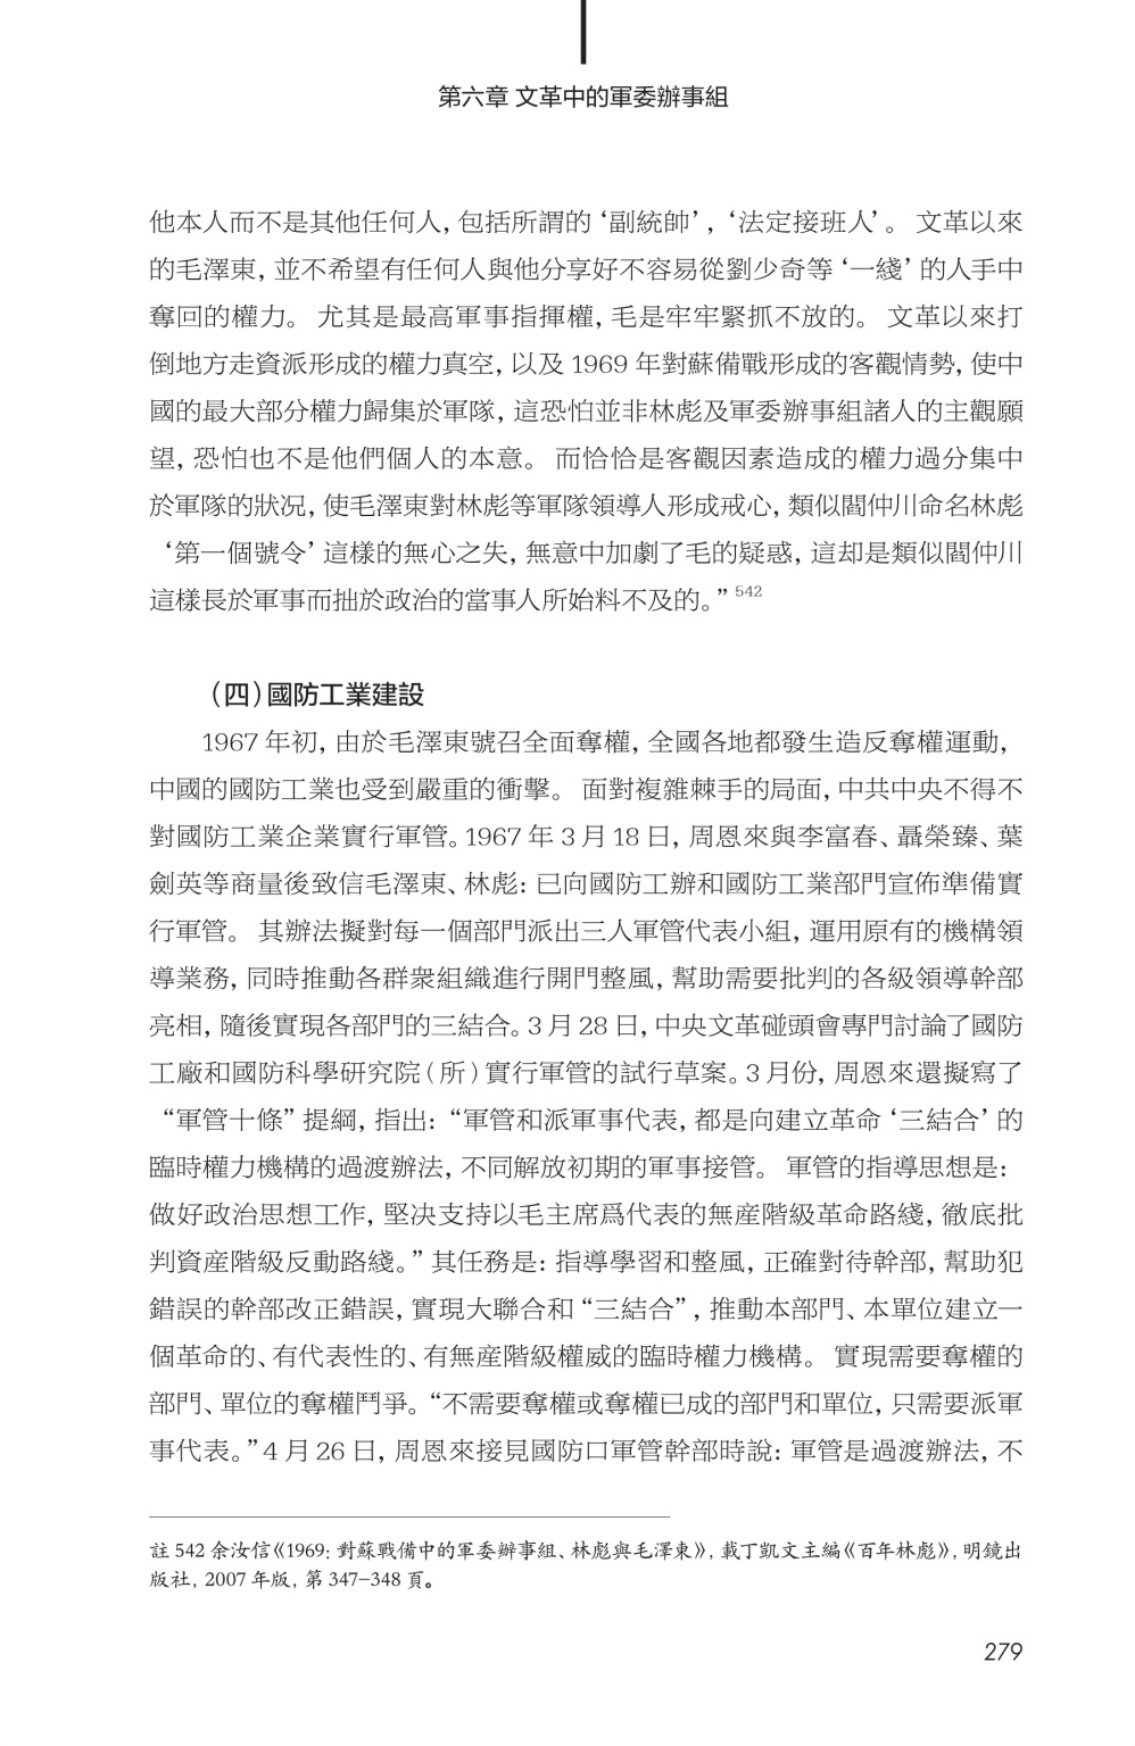 第六章 文革中的軍委辦事組
他本人而不是其他任何人，包括所謂的‘副統帥’，‘法定接班人’。 文革以來
的毛澤東，並不希望有任何人與他分享好不容易從劉少奇等‘一綫’的人手中
奪回的權力。 尤其是最高軍事指揮權，毛是牢牢緊抓不放的。 文革以來打
倒地方走資派形成的權力真空，以及 1969 年對蘇備戰形成的客觀情勢，使中
國的最大部分權力歸集於軍隊，這恐怕並非林彪及軍委辦事組諸人的主觀願
望，恐怕也不是他們個人的本意。 而恰恰是客觀因素造成的權力過分集中
於軍隊的狀況，使毛澤東對林彪等軍隊領導人形成戒心，類似閻仲川命名林彪
‘第一個號令’這樣的無心之失，無意中加劇了毛的疑惑，這却是類似閻仲川
這樣長於軍事而拙於政治的當事人所始料不及的。”542
（四）國防工業建設
1967 年初，由於毛澤東號召全面奪權，全國各地都發生造反奪權運動，
中國的國防工業也受到嚴重的衝擊。 面對複雜棘手的局面，中共中央不得不
對國防工業企業實行軍管。1967 年 3 月 18 日，周恩來與李富春、聶榮臻、葉
劍英等商量後致信毛澤東、林彪：已向國防工辦和國防工業部門宣佈準備實
行軍管。 其辦法擬對每一個部門派出三人軍管代表小組，運用原有的機構領
導業務，同時推動各群衆組織進行開門整風，幫助需要批判的各級領導幹部
亮相，隨後實現各部門的三結合。3 月 28 日，中央文革碰頭會專門討論了國防
工廠和國防科學研究院（所）實行軍管的試行草案。3 月份，周恩來還擬寫了
“軍管十條”提綱，指出：“軍管和派軍事代表，都是向建立革命‘三結合’的
臨時權力機構的過渡辦法，不同解放初期的軍事接管。 軍管的指導思想是：
做好政治思想工作，堅決支持以毛主席爲代表的無産階級革命路綫，徹底批
判資産階級反動路綫。”其任務是：指導學習和整風，正確對待幹部，幫助犯
錯誤的幹部改正錯誤，實現大聯合和“三結合”，推動本部門、本單位建立一
個革命的、有代表性的、有無産階級權威的臨時權力機構。 實現需要奪權的
部門、單位的奪權鬥爭。“不需要奪權或奪權已成的部門和單位，只需要派軍
事代表。”4 月 26 日，周恩來接見國防口軍管幹部時說：軍管是過渡辦法，不
註 542 余汝信《1969：對蘇戰備中的軍委辦事組、林彪與毛澤東》，載丁凱文主編《百年林彪》，明鏡出
版社，2007 年版，第 347–348 頁。
279